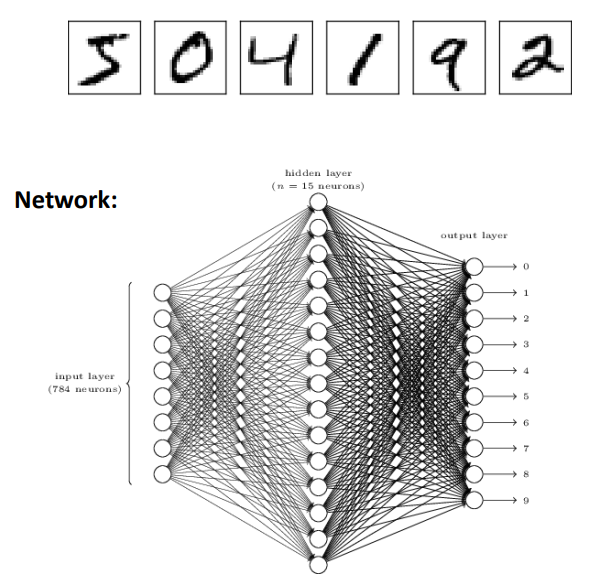 5 0 4 1 9 2
hidden layer
(n = 15 neurons)
Network:
output layer
0
1
2
3
4
5
6
7
8
9
input layer
(784 neurons)